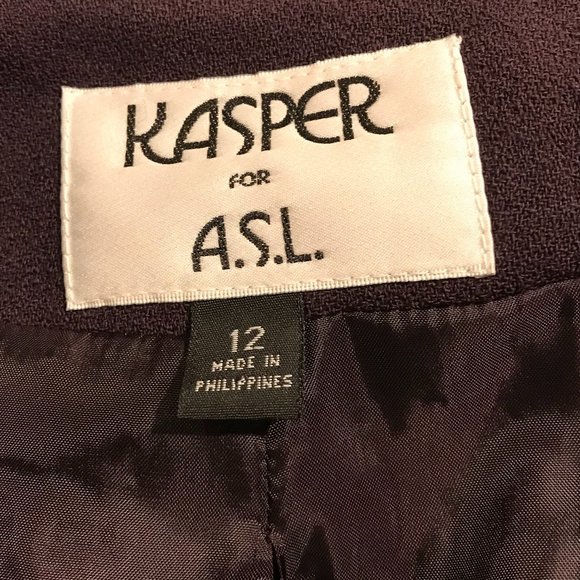 KASPER
FOR
A.S.L.
12
MADE IN
PHILIPPINES